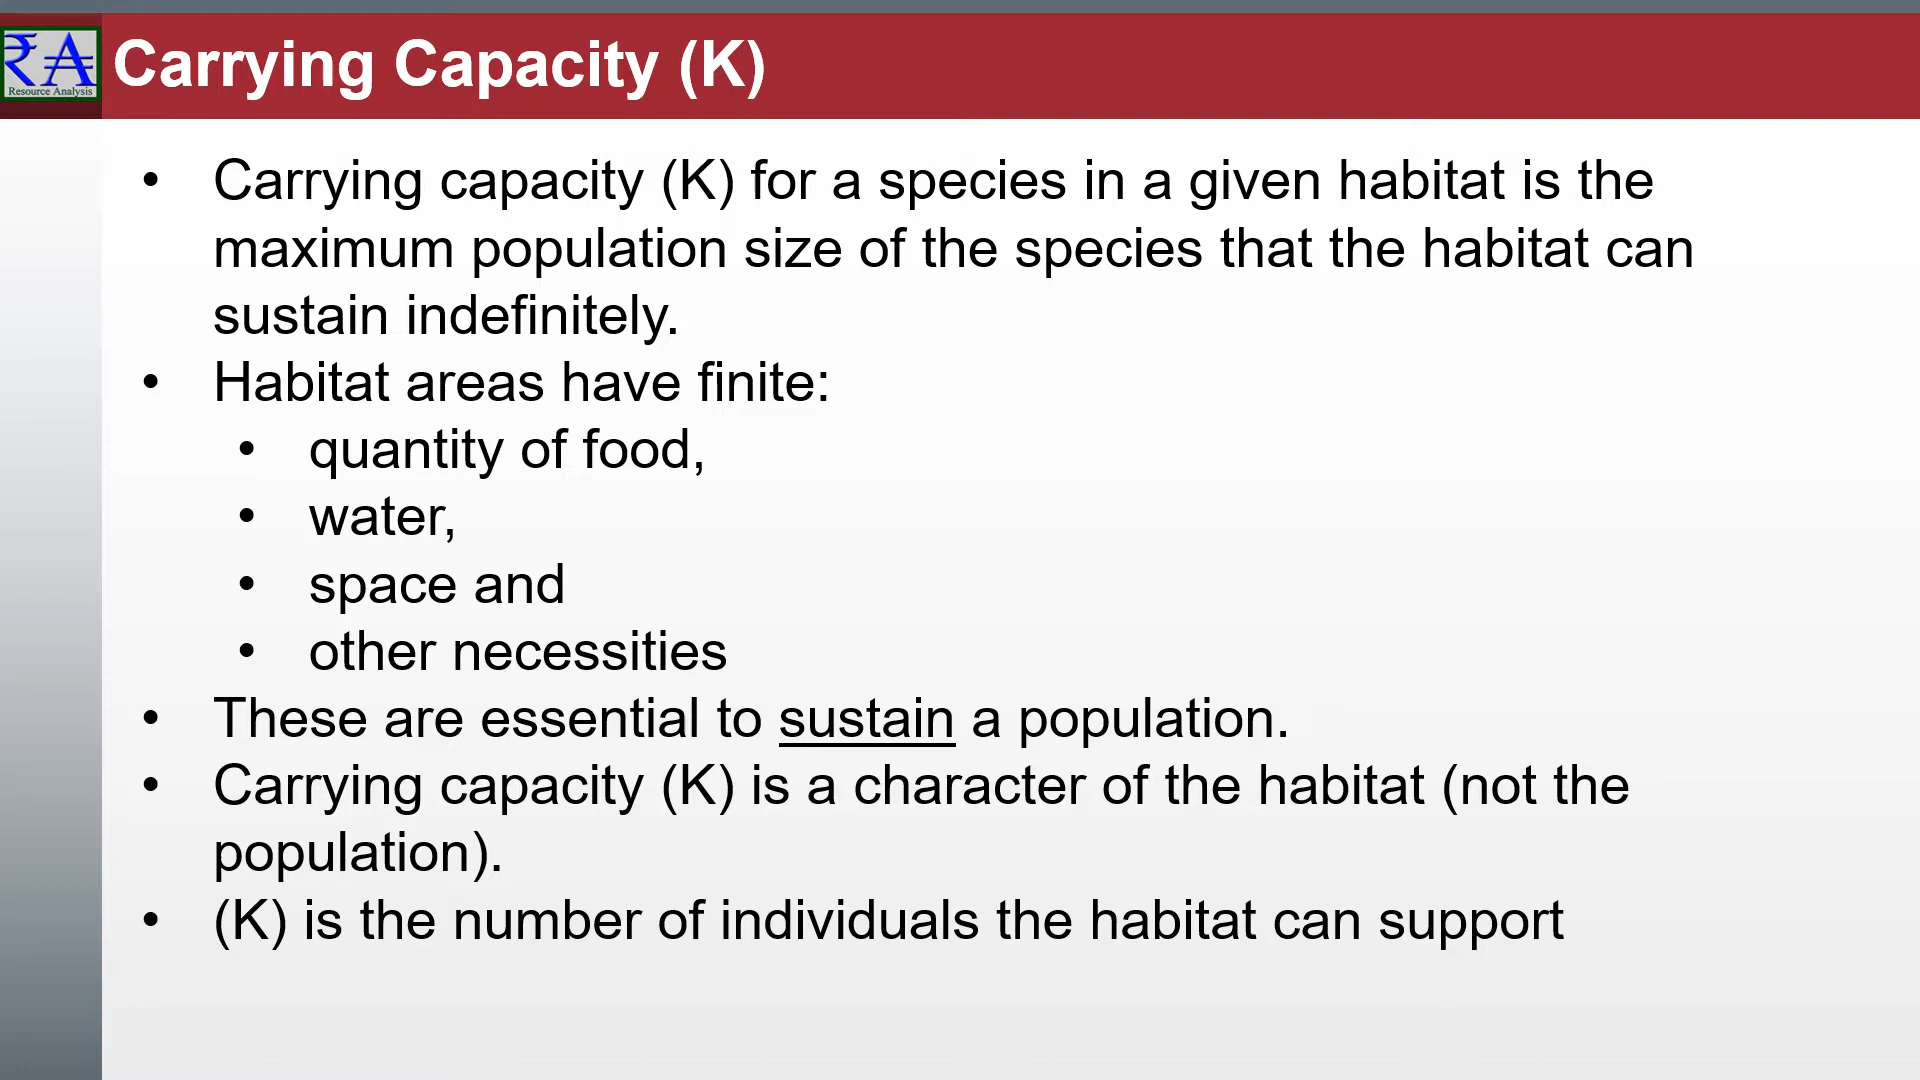 ₹A
Resource Analysis
Carrying Capacity (K)
• Carrying capacity (K) for a species in a given habitat is the
maximum population size of the species that the habitat can
sustain indefinitely.
• Habitat areas have finite:
• quantity of food,
• water,
• space and
• other necessities
• These are essential to sustain a population.
• Carrying capacity (K) is a character of the habitat (not the
population).
• (K) is the number of individuals the habitat can support